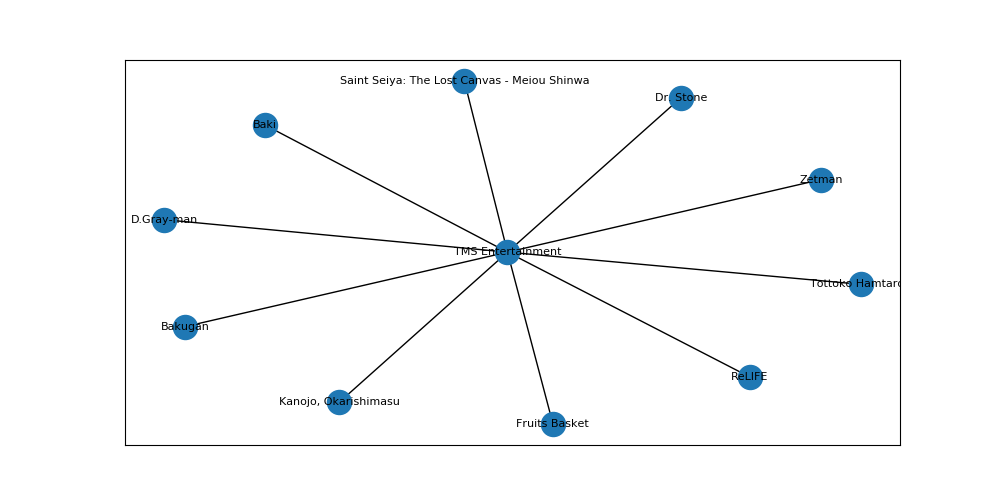 Saint Seiya: The Lost Canvas - Meiou Shinwa
Dr. Stone
Baki
Zetman
D.Gray-man
TMS Entertainment
Tottoko Hamtaro
Bakugan
ReLIFE
Kanojo, Okarishimasu
Fruits Basket